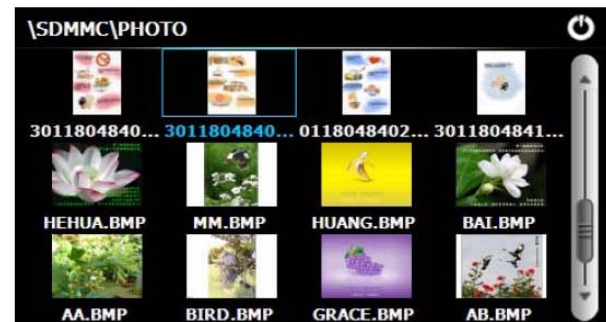 \SDMMC\PHOTO
3011804840... 3011804840... 0118048402... 3011804841...
HEHUA.BMP MM.BMP HUANG.BMP BAI.BMP
AA.BMP BIRD.BMP GRACE.BMP AB.BMP